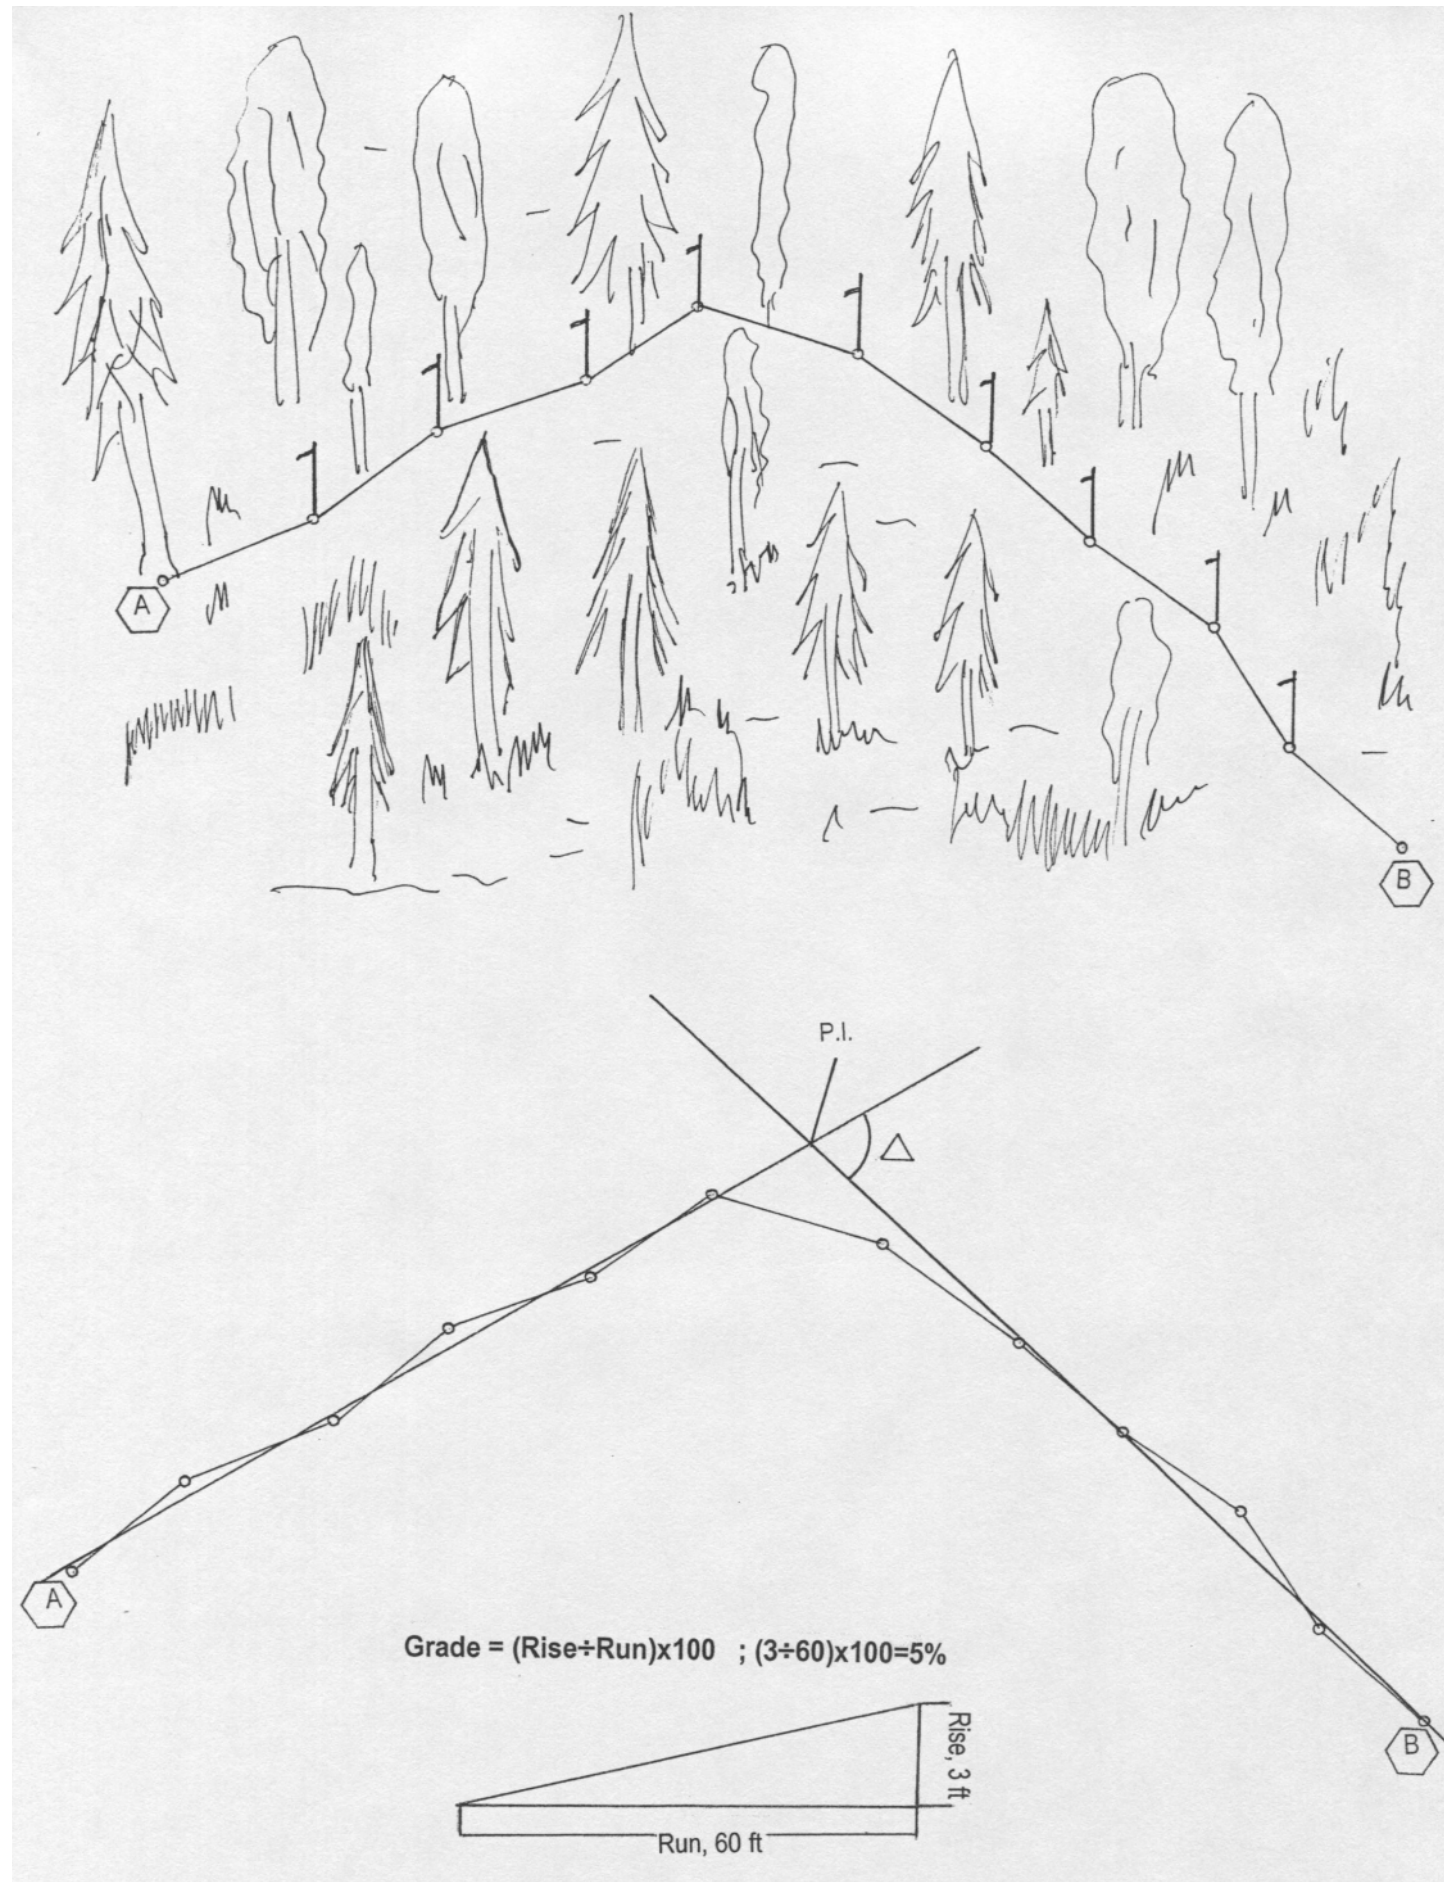 A
B
P.I.
△
A
Grade = (Rise÷Run)x100 ; (3÷60)x100=5%
Rise, 3 ft
B
Run, 60 ft